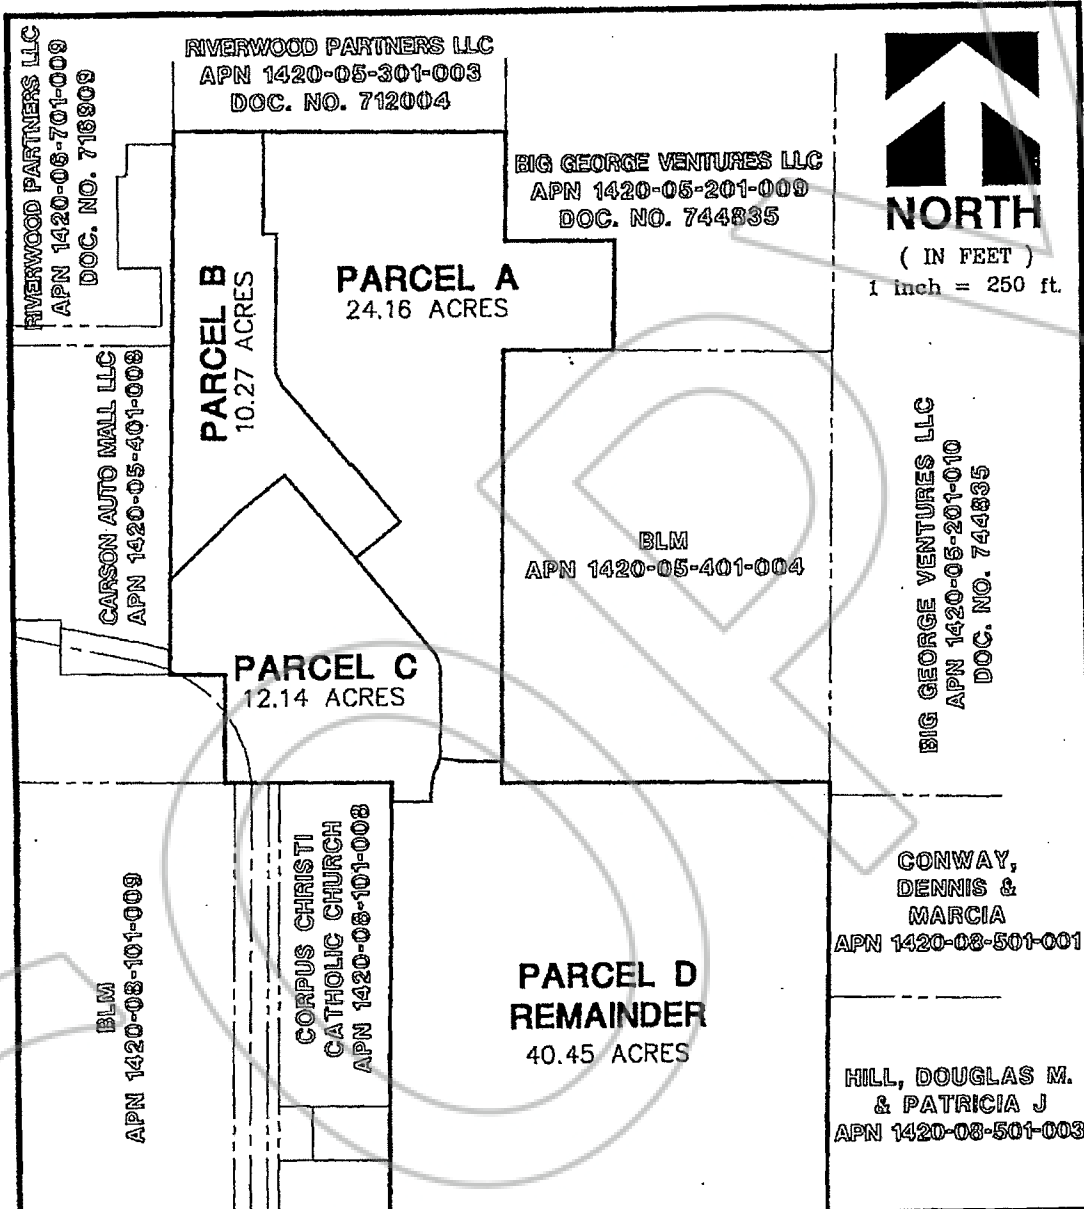 RIVERWOOD PARTNERS LLC
APN 1420-06-701-009
DOC. NO. 716909
RIVERWOOD PARTNERS LLC
APN 1420-05-301-003
DOC. NO. 712004
BIG GEORGE VENTURES LLC
APN 1420-05-201-009
DOC. NO. 744835
NORTH
( IN FEET )
1 inch = 250 ft.
PARCEL A
24.16 ACRES
PARCEL B
10.27 ACRES
CARSON AUTO MALL LLC
APN 1420-05-401-008
BLM
APN 1420-05-401-004
BIG GEORGE VENTURES LLC
APN 1420-05-201-010
DOC. NO. 744835
PARCEL C
12.14 ACRES
BLM
APN 1420-08-101-009
CORPUS CHRISTI
CATHOLIC CHURCH
APN 1420-08-101-008
PARCEL D
REMAINDER
40.45 ACRES
CONWAY,
DENNIS &
MARCIA
APN 1420-08-501-001
HILL, DOUGLAS M.
& PATRICIA J
APN 1420-08-501-003
COPY